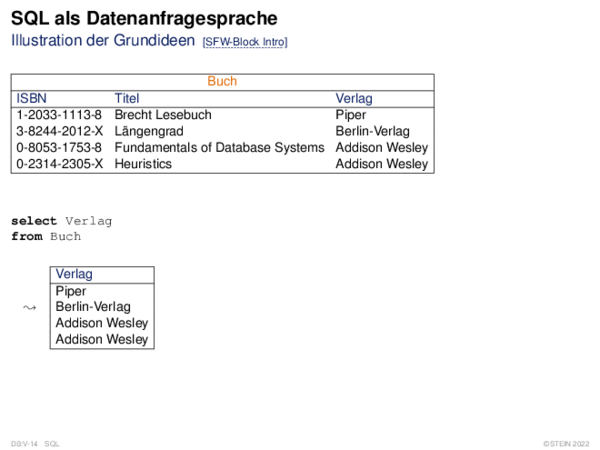 SQL als Datenanfragesprache
Illustration der Grundideen [SFW-Block Intro]
Buch
ISBN Titel Verlag
1-2033-1113-8 Brecht Lesebuch Piper
3-8244-2012-X Längengrad Berlin-Verlag
0-8053-1753-8 Fundamentals of Database Systems Addison Wesley
0-2314-2305-X Heuristics Addison Wesley
select Verlag
from Buch
Verlag
Piper
⤳ Berlin-Verlag
Addison Wesley
Addison Wesley
DB:V-14 SQL ©STEIN 2022